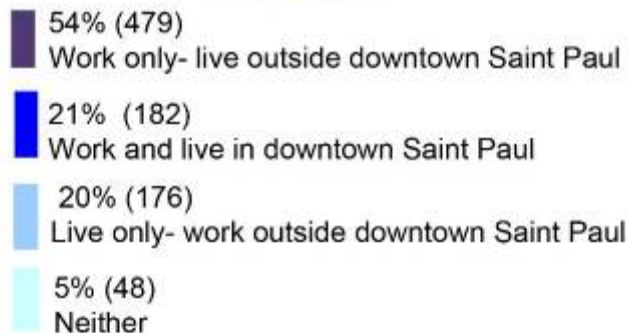 54% (479)
Work only- live outside downtown Saint Paul
21% (182)
Work and live in downtown Saint Paul
20% (176)
Live only- work outside downtown Saint Paul
5% (48)
Neither